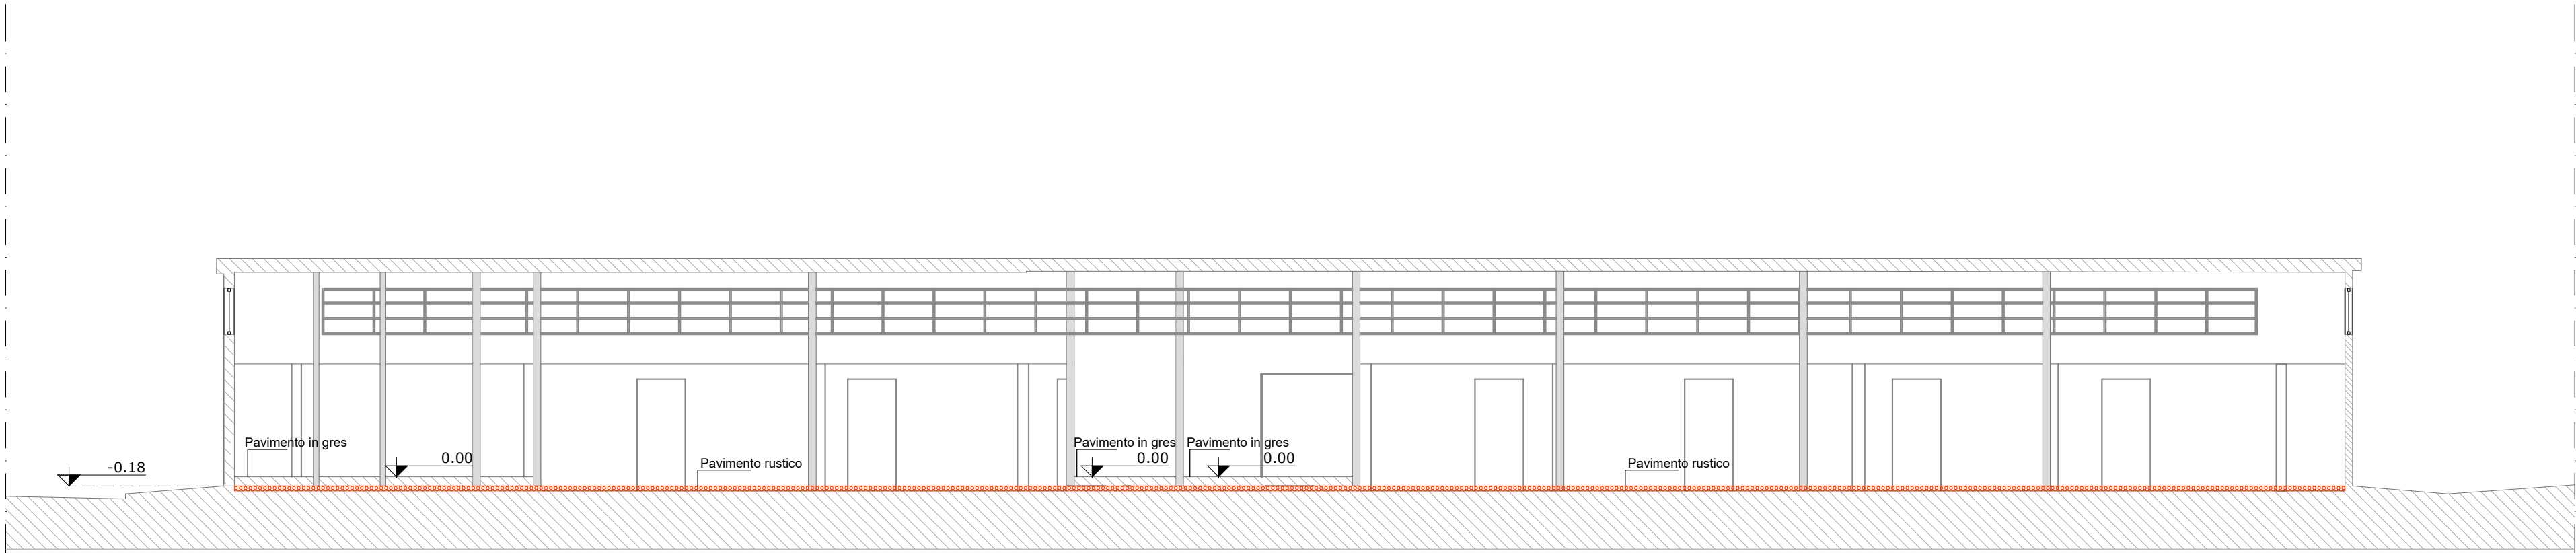 Pavimento in gres
Pavimento in gres
Pavimento in gres
-0.18
0.00
Pavimento rustico
0.00
0.00
Pavimento rustico